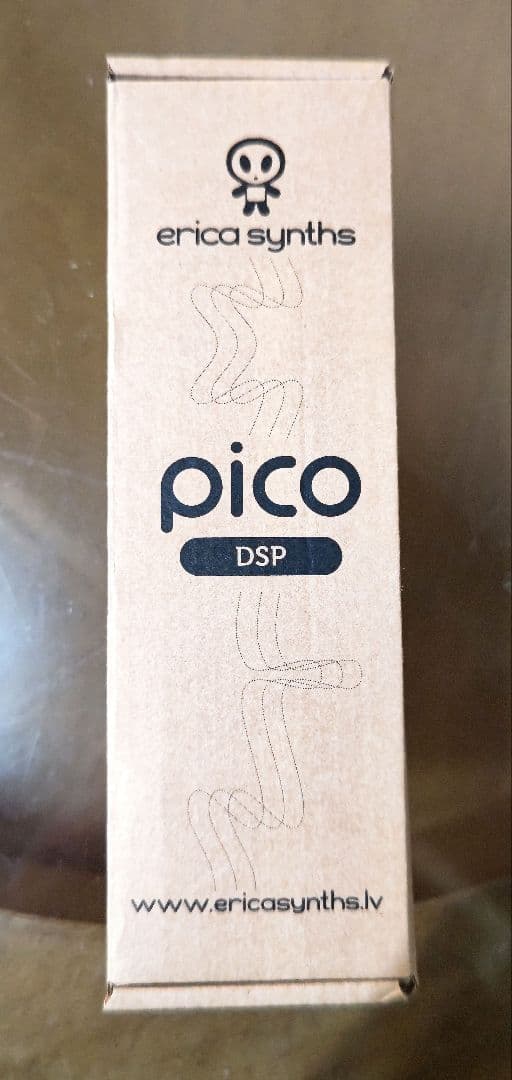 erica synths
pico
DSP
www.ericasynths.lv